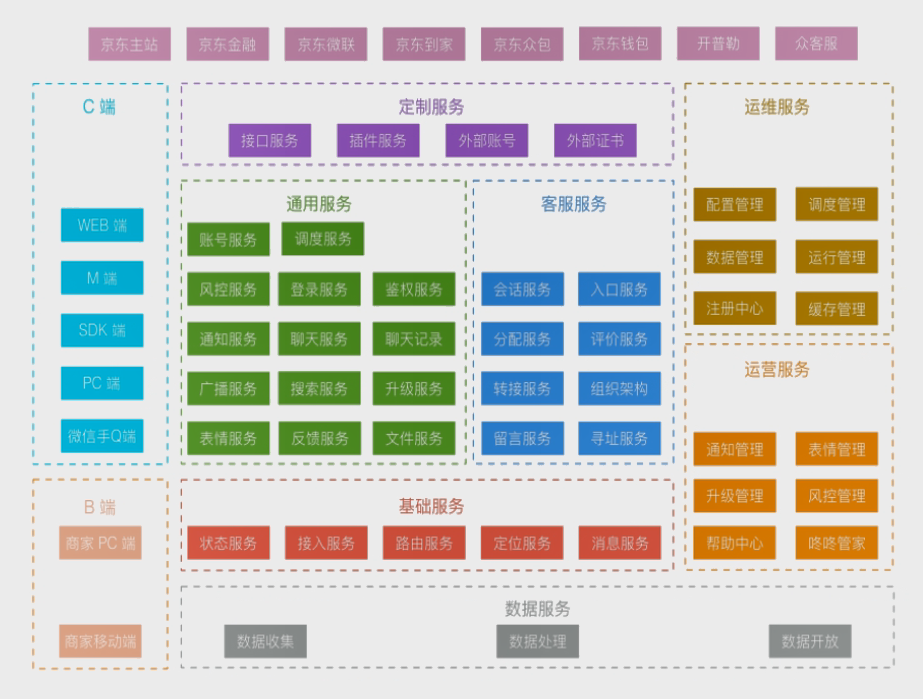 京东主站 京东金融 京东微联 京东到家 京东众包 京东钱包 开普勒 众客服
C 端
WEB 端
M 端
SDK 端
PC 端
微信手Q端
B 端
商家 PC 端
商家移动端
定制服务
接口服务 插件服务 外部账号 外部证书
通用服务
账号服务 调度服务
风控服务 登录服务 鉴权服务
通知服务 聊天服务 聊天记录
广播服务 搜索服务 升级服务
表情服务 反馈服务 文件服务
客服服务
会话服务 入口服务
分配服务 评价服务
转接服务 组织架构
留言服务 寻址服务
基础服务
状态服务 接入服务 路由服务 定位服务 消息服务
运维服务
配置管理 调度管理
数据管理 运行管理
注册中心 缓存管理
运营服务
通知管理 表情管理
升级管理 风控管理
帮助中心 咚咚管家
数据服务
数据收集 数据处理 数据开放